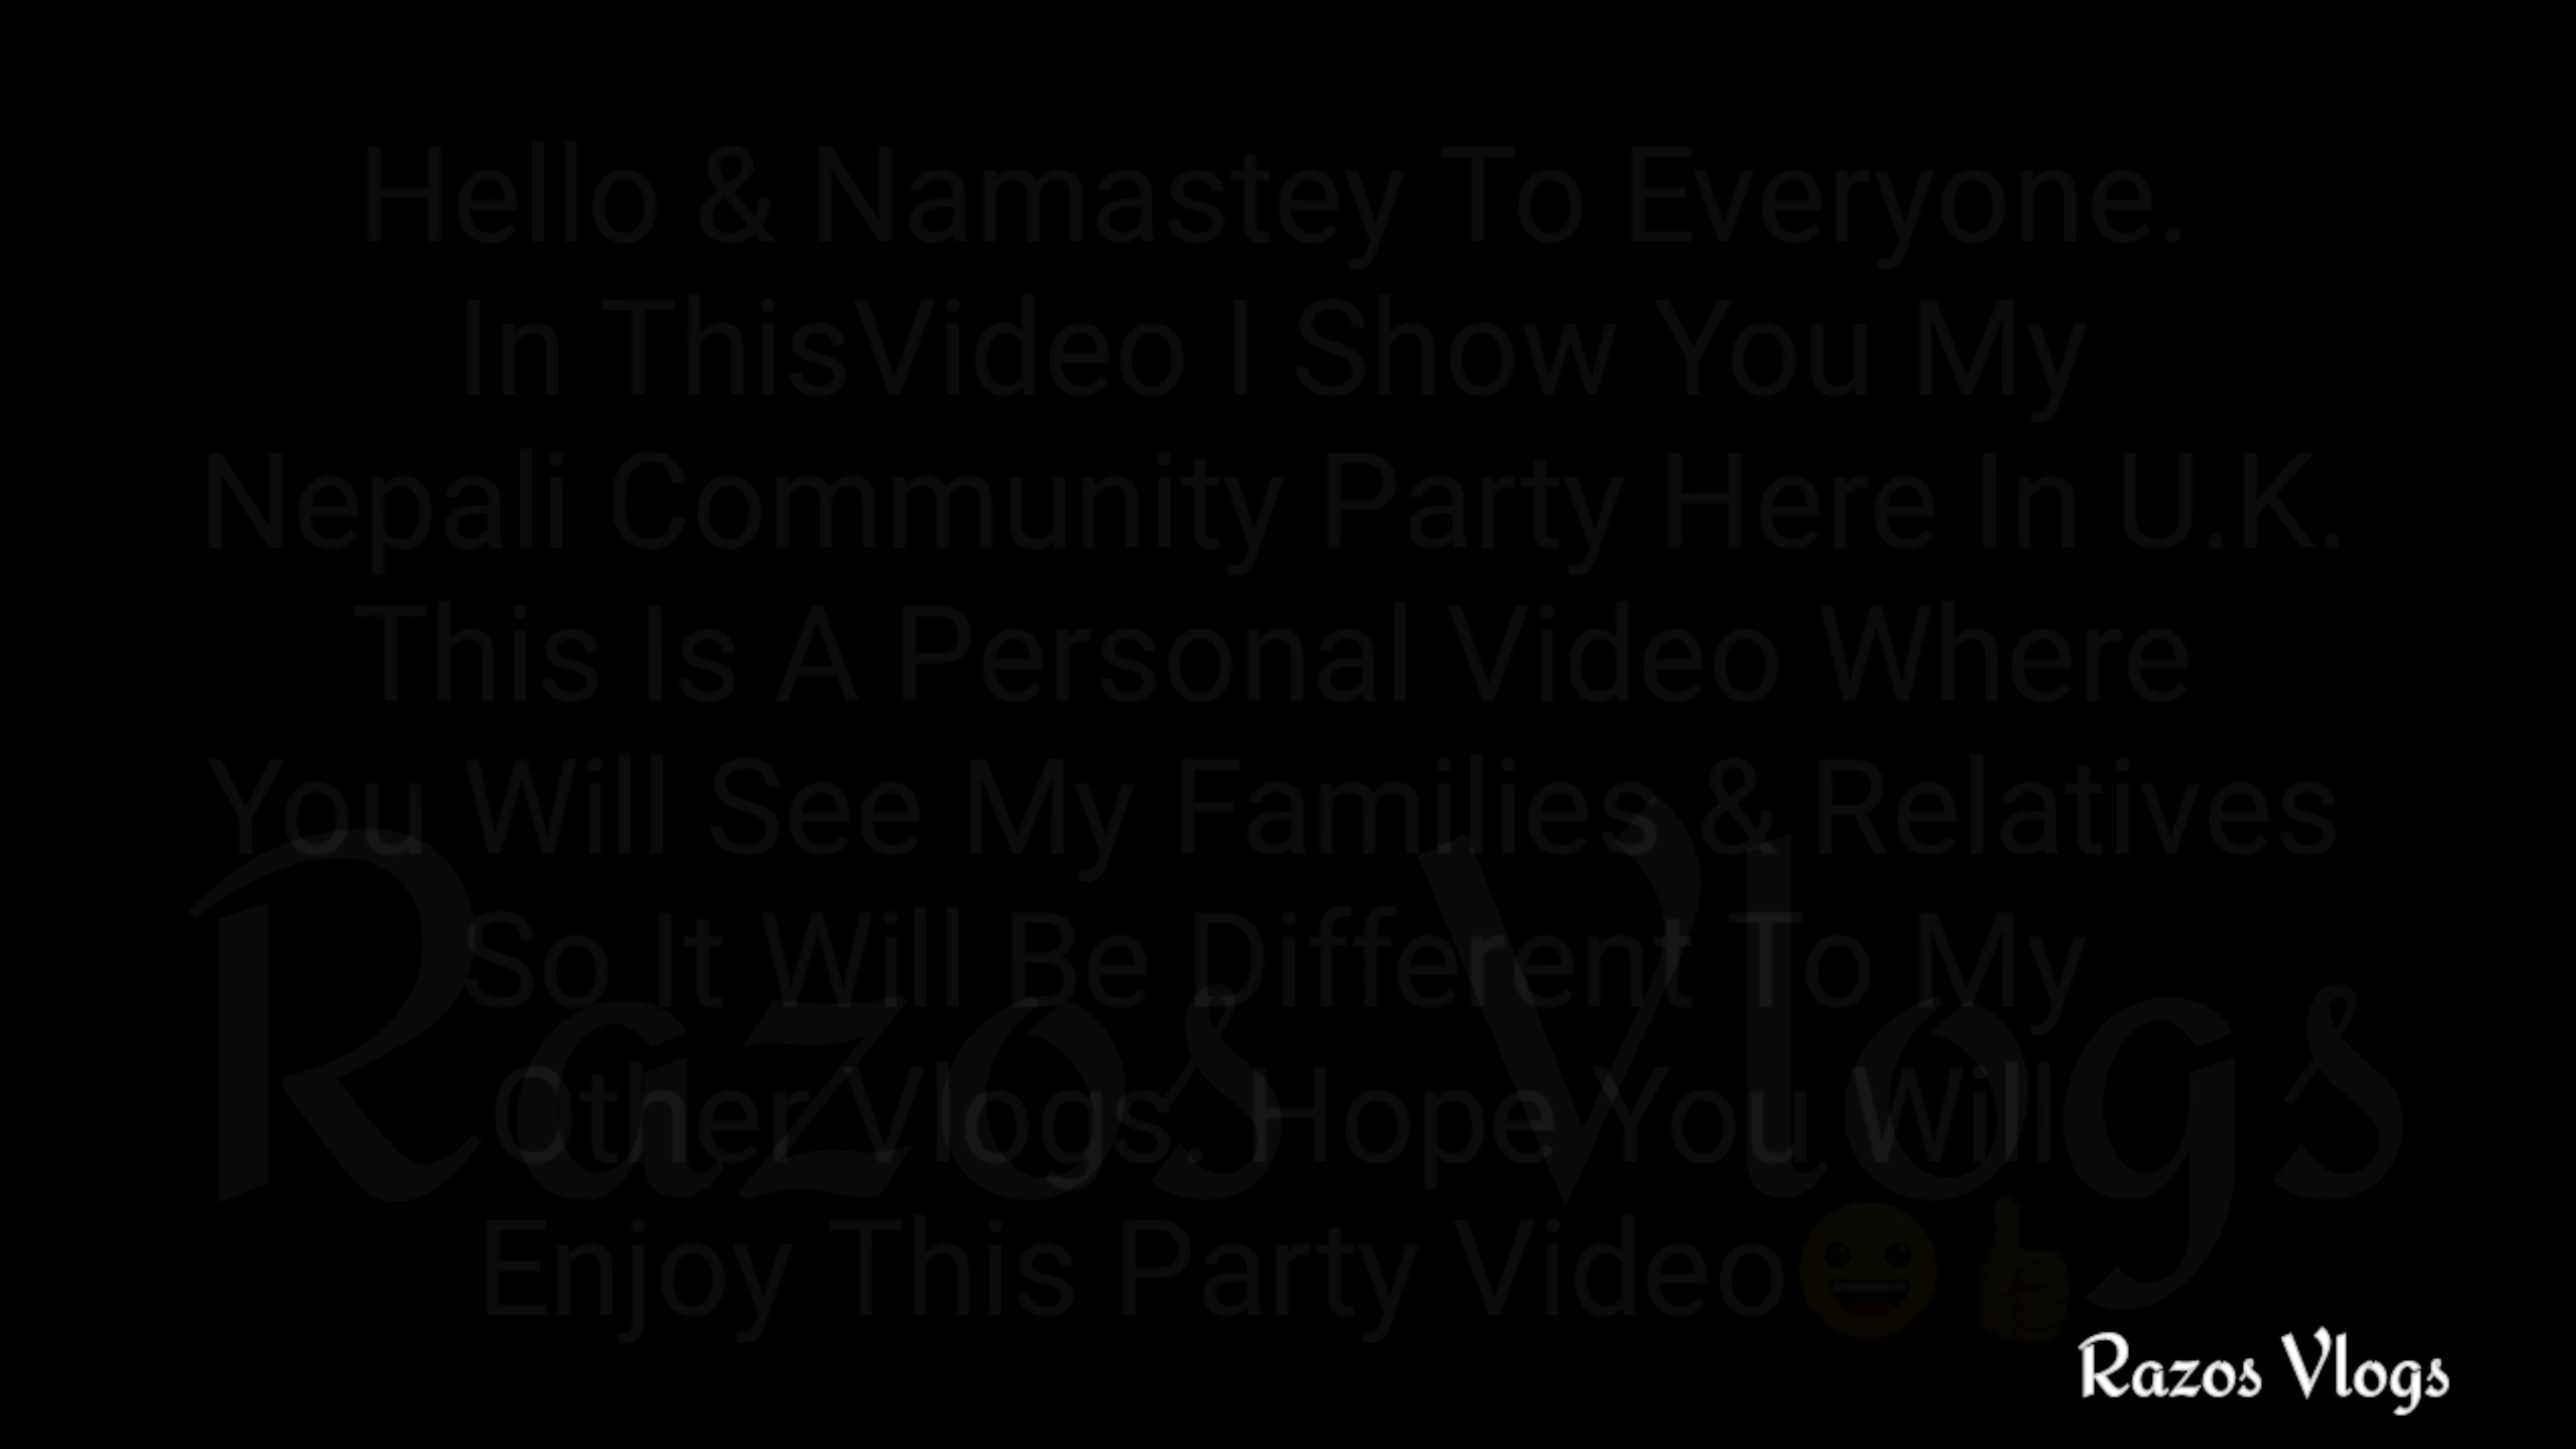 Hello & Namastey To Everyone.
In ThisVideo I Show You My
Nepali Community Party Here In U.K.
This Is A Personal Video Where
You Will See My Families & Relatives
So It Will Be Different To My
Other Vlogs. Hope You Will
Enjoy This Party Video😀👍
Razos Vlogs
Razos Vlogs